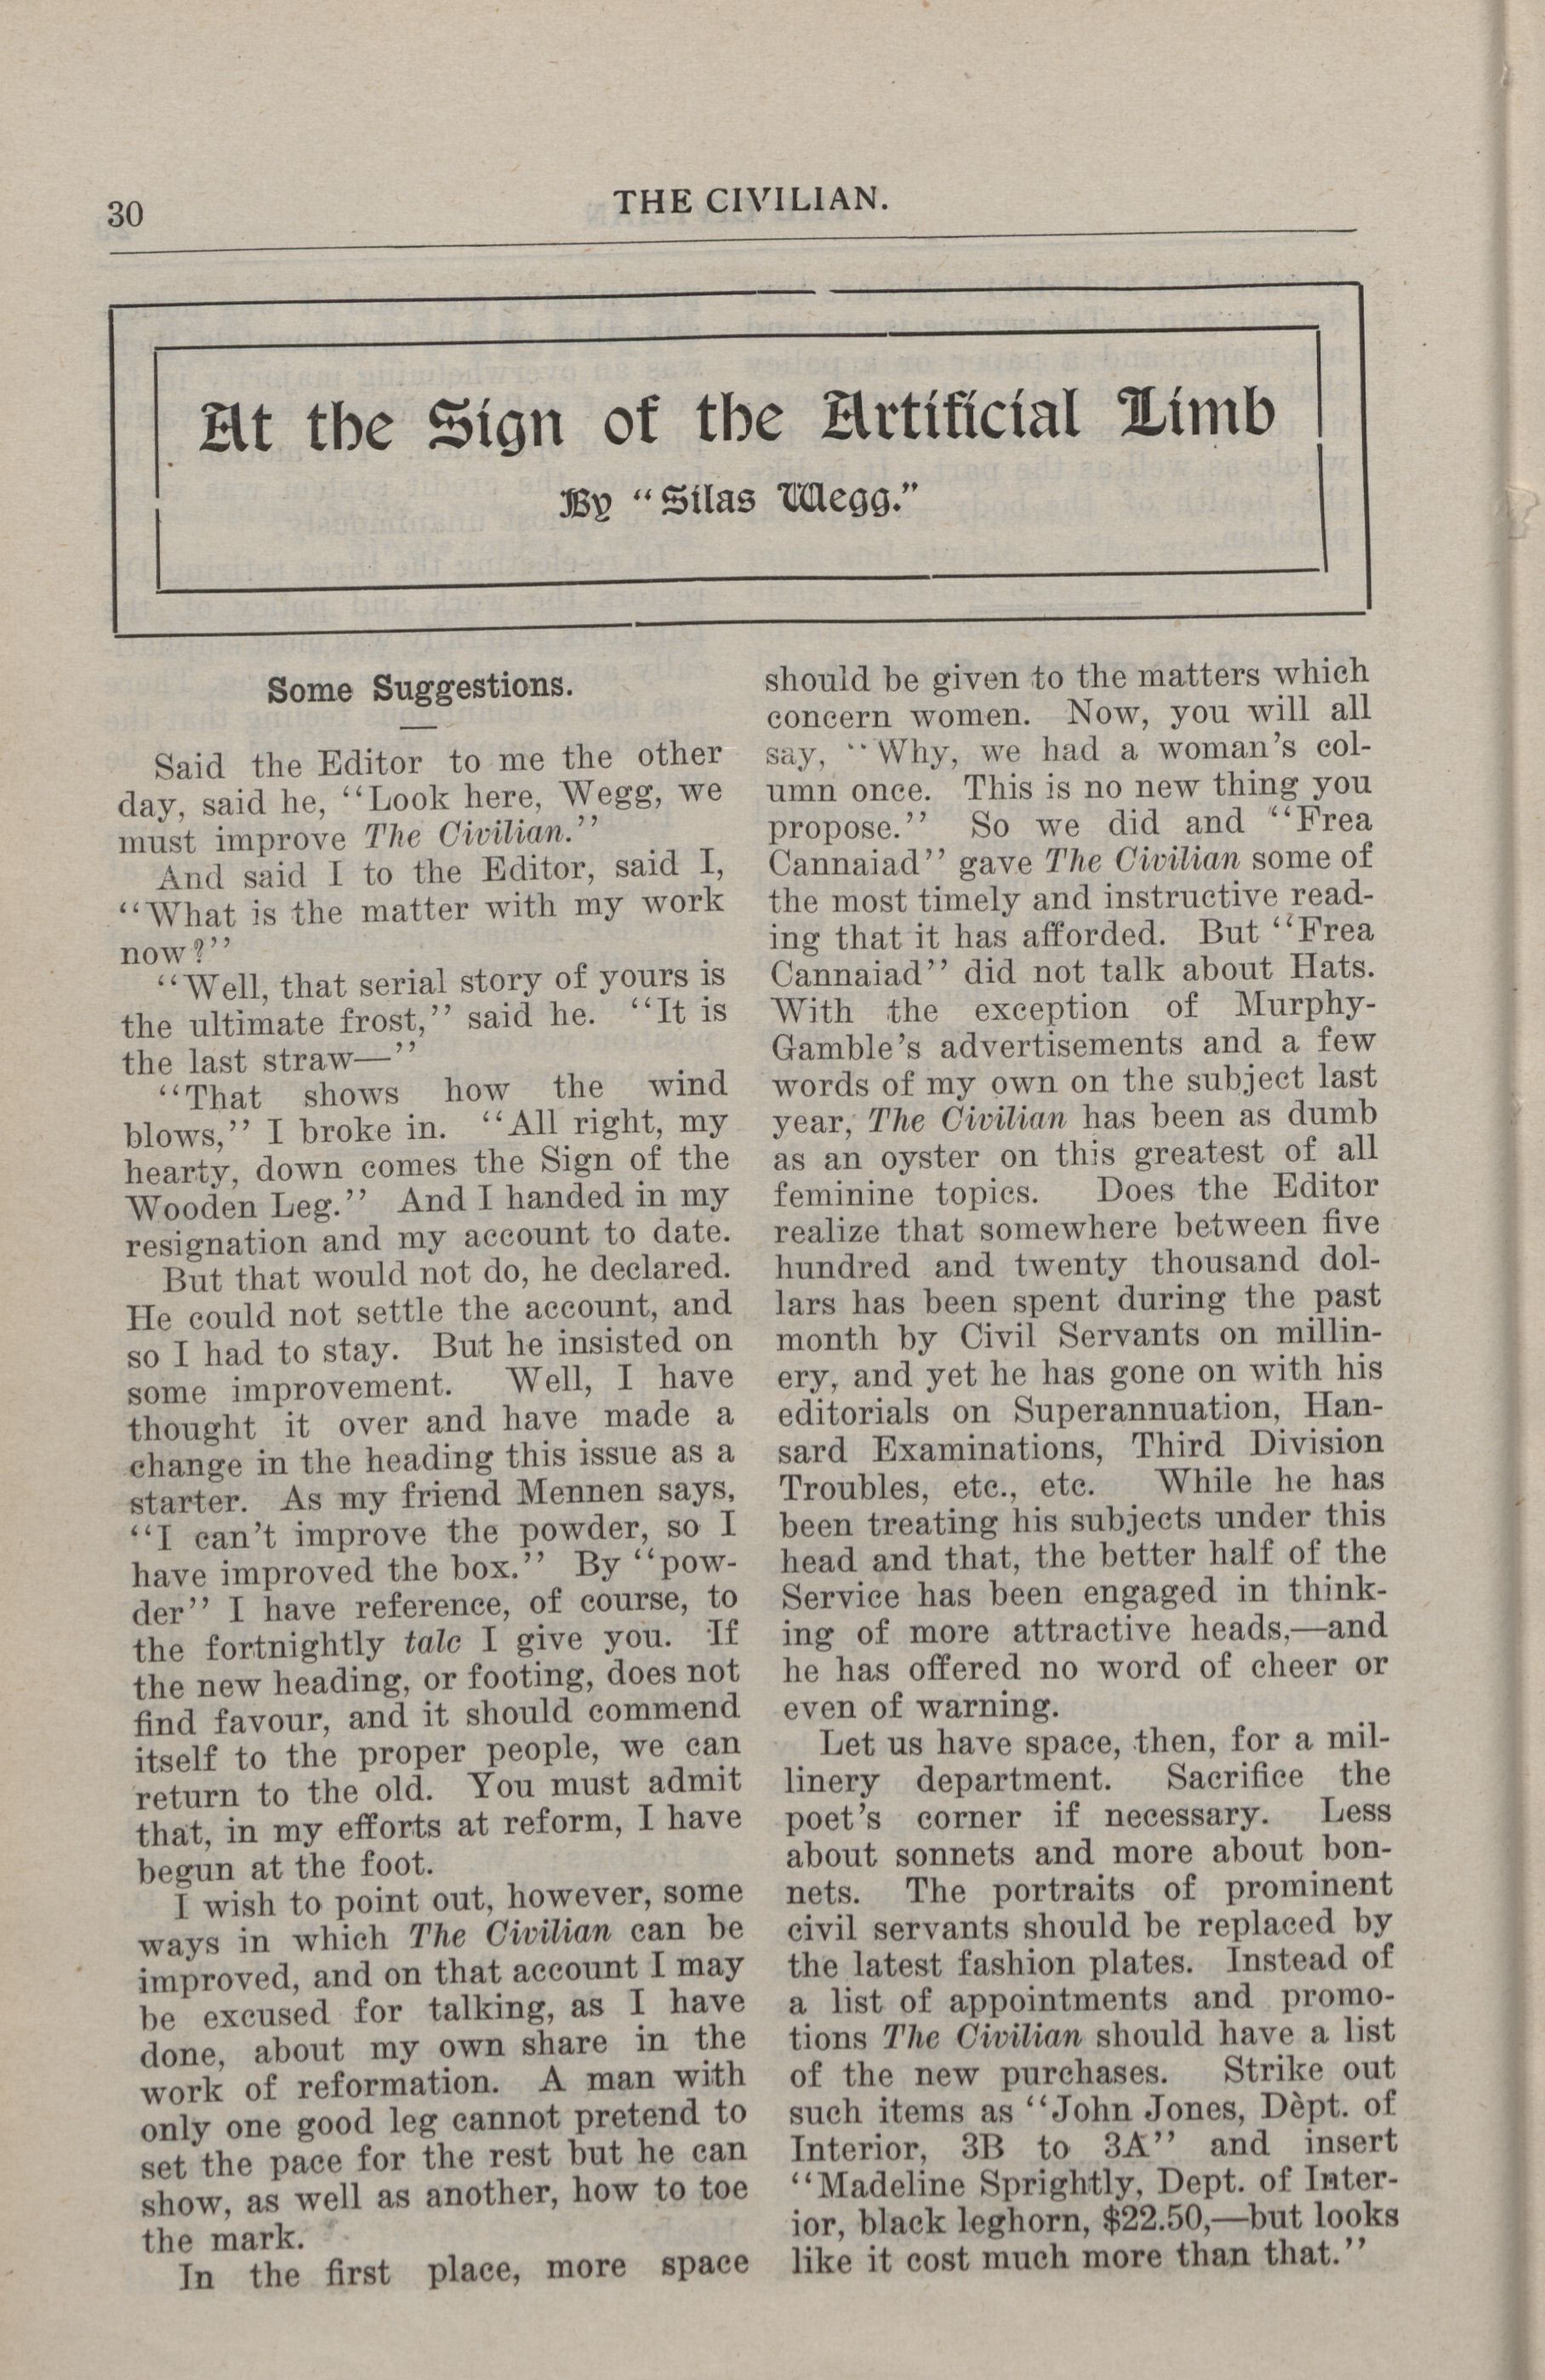 30
THE CIVILIAN.
At the Sign of the Artificial Limb
By "Silas Wegg."
Some Suggestions.
Said the Editor to me the other
day, said he, "Look here, Wegg, we
must improve The Civilian."
And said I to the Editor, said I,
"What is the matter with my work
now?"
"Well, that serial story of yours is
the ultimate frost," said he. "It is
the last straw—"
"That shows how the wind
blows," I broke in. "All right, my
hearty, down comes the Sign of the
Wooden Leg." And I handed in my
resignation and my account to date.
But that would not do, he declared.
He could not settle the account, and
so I had to stay. But he insisted on
some improvement. Well, I have
thought it over and have made a
change in the heading this issue as a
starter. As my friend Mennen says,
"I can't improve the powder, so I
have improved the box." By "pow-
der" I have reference, of course, to
the fortnightly talc I give you. If
the new heading, or footing, does not
find favour, and it should commend
itself to the proper people, we can
return to the old. You must admit
that, in my efforts at reform, I have
begun at the foot.
I wish to point out, however, some
ways in which The Civilian can be
improved, and on that account I may
be excused for talking, as I have
done, about my own share in the
work of reformation. A man with
only one good leg cannot pretend to
set the pace for the rest but he can
show, as well as another, how to toe
the mark.
In the first place, more space
should be given to the matters which
concern women. Now, you will all
say, "Why, we had a woman's col-
umn once. This is no new thing you
propose." So we did and "Frea
Cannaiad" gave The Civilian some of
the most timely and instructive read-
ing that it has afforded. But "Frea
Cannaiad" did not talk about Hats.
With the exception of Murphy-
Gamble's advertisements and a few
words of my own on the subject last
year, The Civilian has been as dumb
as an oyster on this greatest of all
feminine topics. Does the Editor
realize that somewhere between five
hundred and twenty thousand dol-
lars has been spent during the past
month by Civil Servants on millin-
ery, and yet he has gone on with his
editorials on Superannuation, Han-
sard Examinations, Third Division
Troubles, etc., etc. While he has
been treating his subjects under this
head and that, the better half of the
Service has been engaged in think-
ing of more attractive heads,—and
he has offered no word of cheer or
even of warning.
Let us have space, then, for a mil-
linery department. Sacrifice the
poet's corner if necessary. Less
about sonnets and more about bon-
nets. The portraits of prominent
civil servants should be replaced by
the latest fashion plates. Instead of
a list of appointments and promo-
tions The Civilian should have a list
of the new purchases. Strike out
such items as "John Jones, Dèpt. of
Interior, 3B to 3A" and insert
"Madeline Sprightly, Dept. of Inter-
ior, black leghorn, $22.50,—but looks
like it cost much more than that."